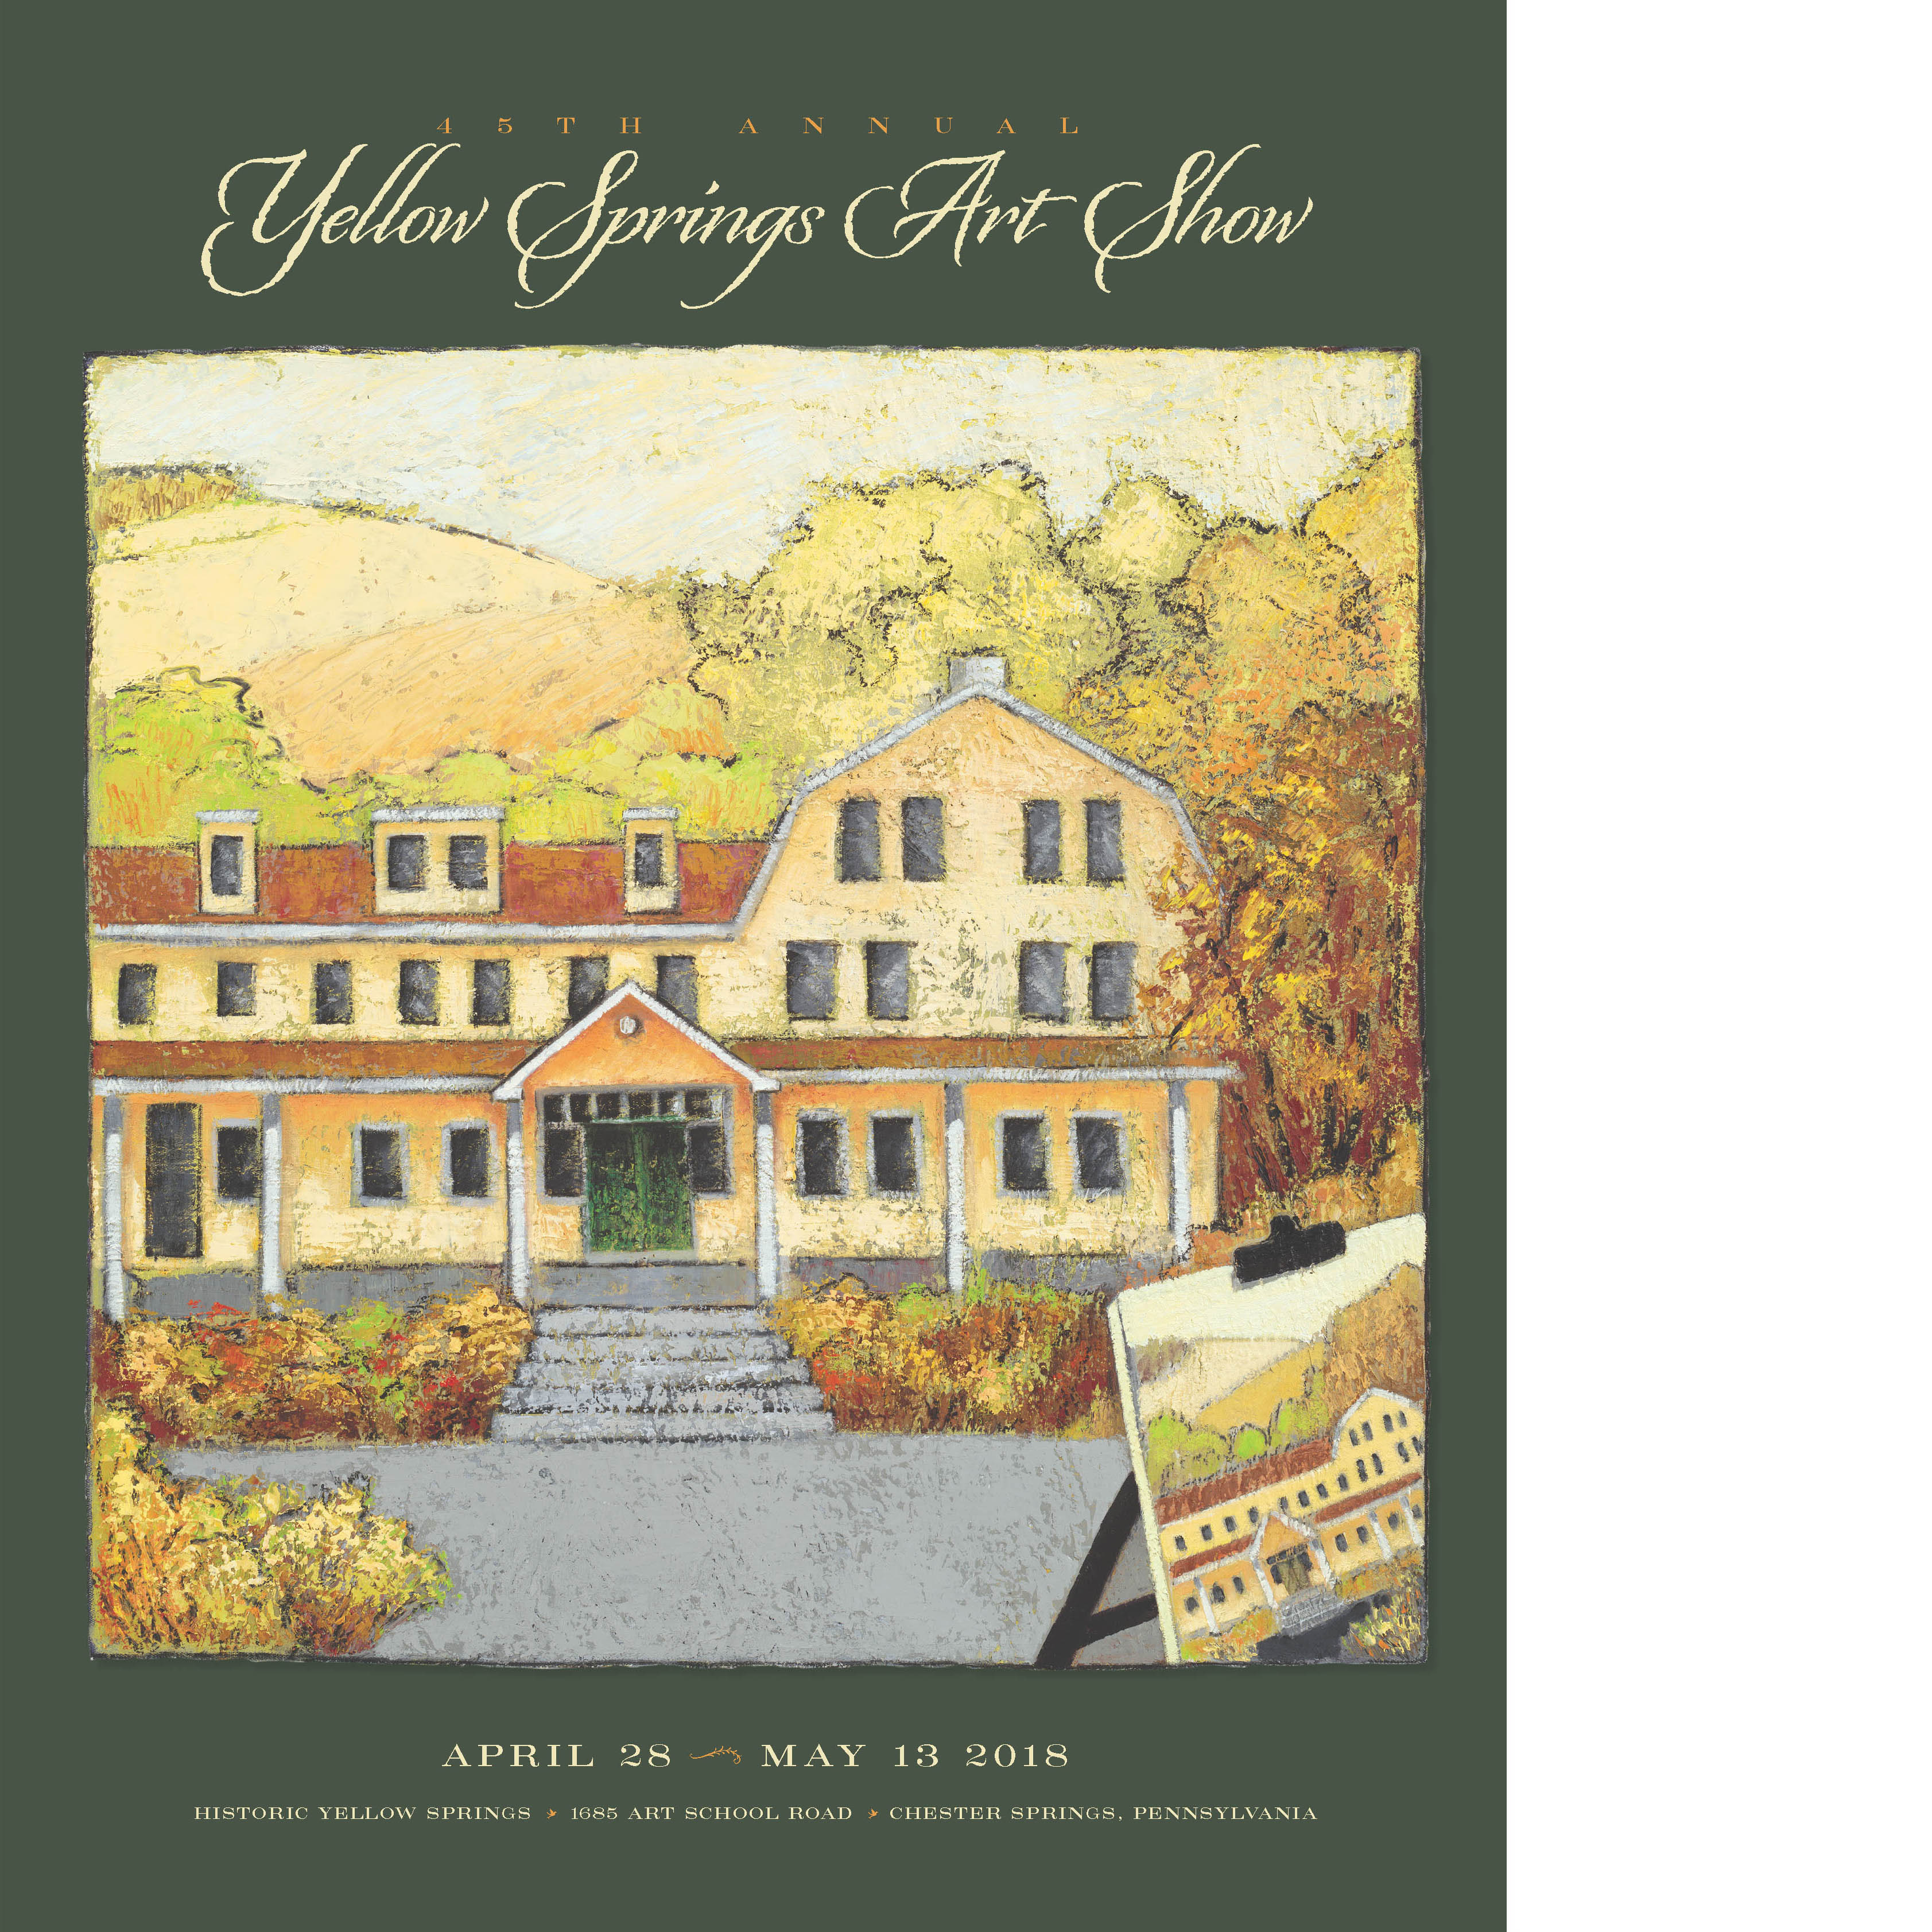 45TH ANNUAL
Yellow Springs Art Show
APRIL 28 MAY 13 2018
HISTORIC YELLOW SPRINGS 1685 ART SCHOOL ROAD CHESTER SPRINGS, PENNSYLVANIA